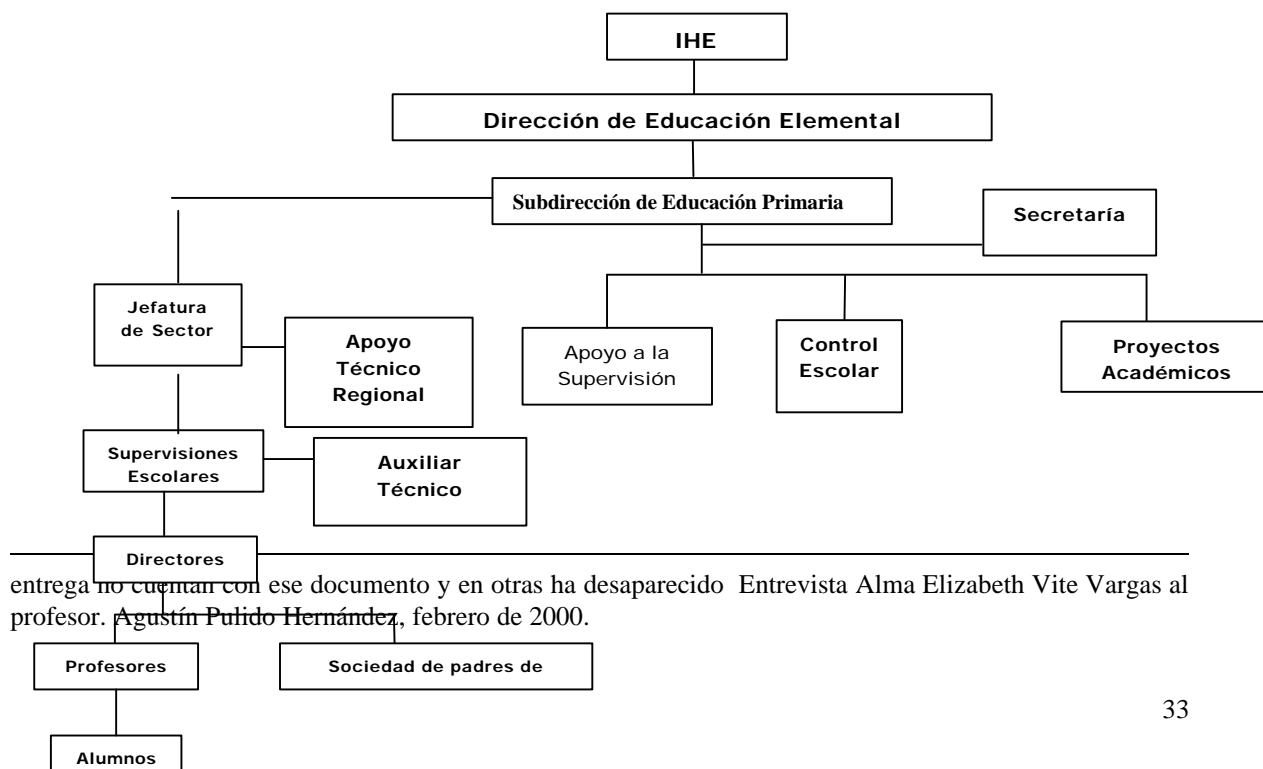 IHE
Dirección de Educación Elemental
Subdirección de Educación Primaria
Secretaría
Jefatura
de Sector
Apoyo
Técnico
Regional
Apoyo a la
Supervisión
Control
Escolar
Proyectos
Académicos
Supervisiones
Escolares
Auxiliar
Técnico
Directores
entrega no cuentan con ese documento y en otras ha desaparecido Entrevista Alma Elizabeth Vite Vargas al
profesor. Agustín Pulido Hernández, febrero de 2000.
Profesores
Sociedad de padres de
Alumnos
33